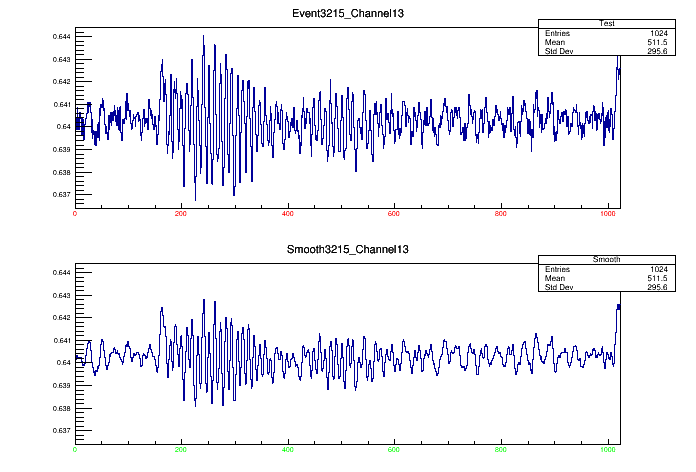 Event3215_Channel13
Test
Entries 1024
Mean 511.5
Std Dev 295.6
0.644
0.643
0.642
0.641
0.64
0.639
0.638
0.637
0 200 400 600 800 1000
Smooth3215_Channel13
Smooth
Entries 1024
Mean 511.5
Std Dev 295.6
0.644
0.643
0.642
0.641
0.64
0.639
0.638
0.637
0 200 400 600 800 1000